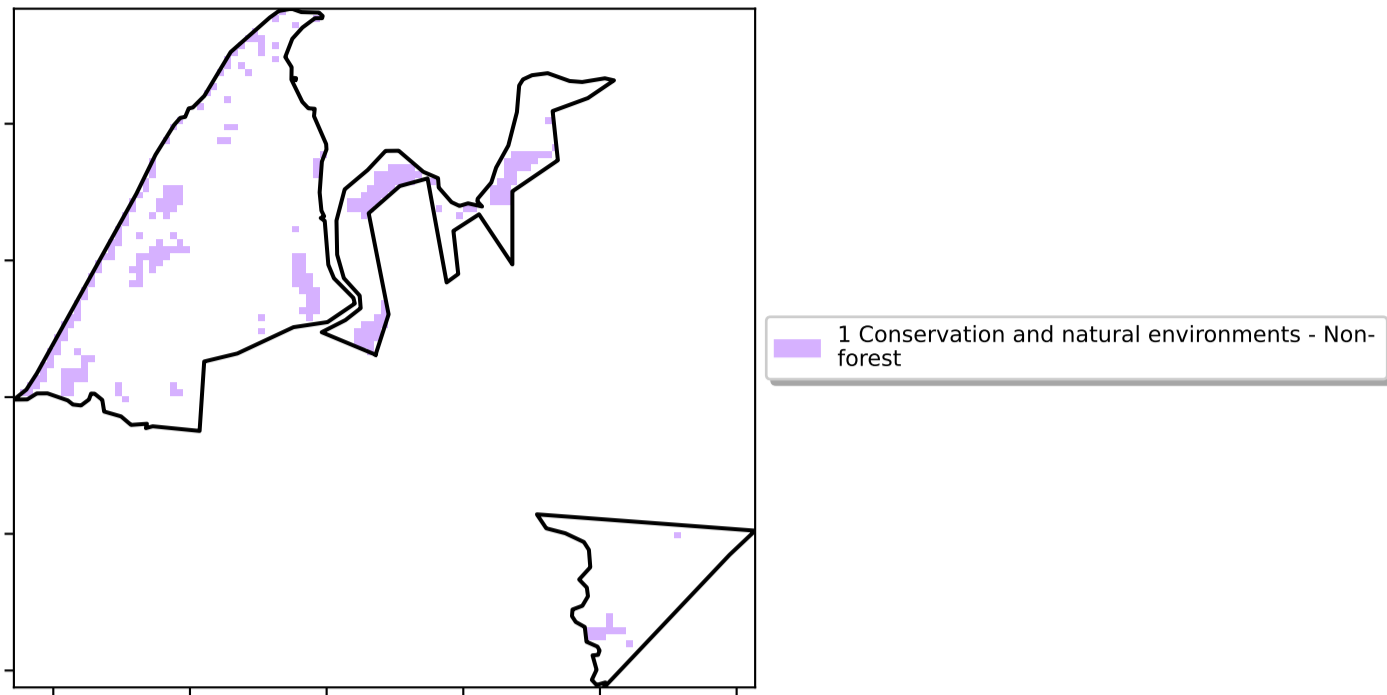 1 Conservation and natural environments - Non-
forest